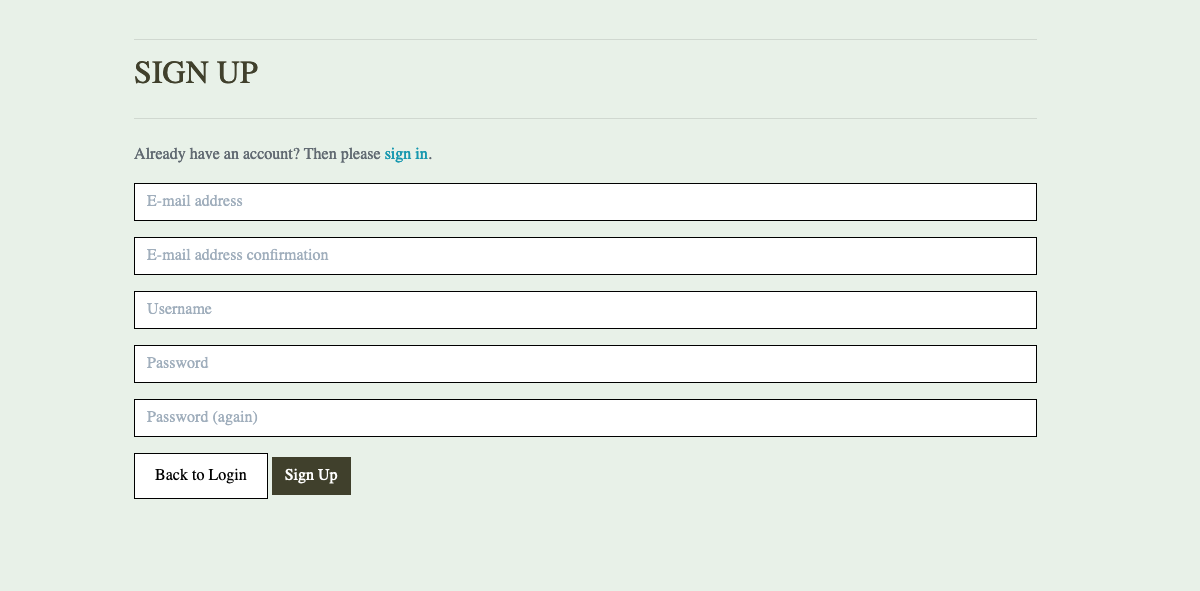 SIGN UP
Already have an account? Then please sign in.
E-mail address
E-mail address confirmation
Username
Password
Password (again)
Back to Login Sign Up